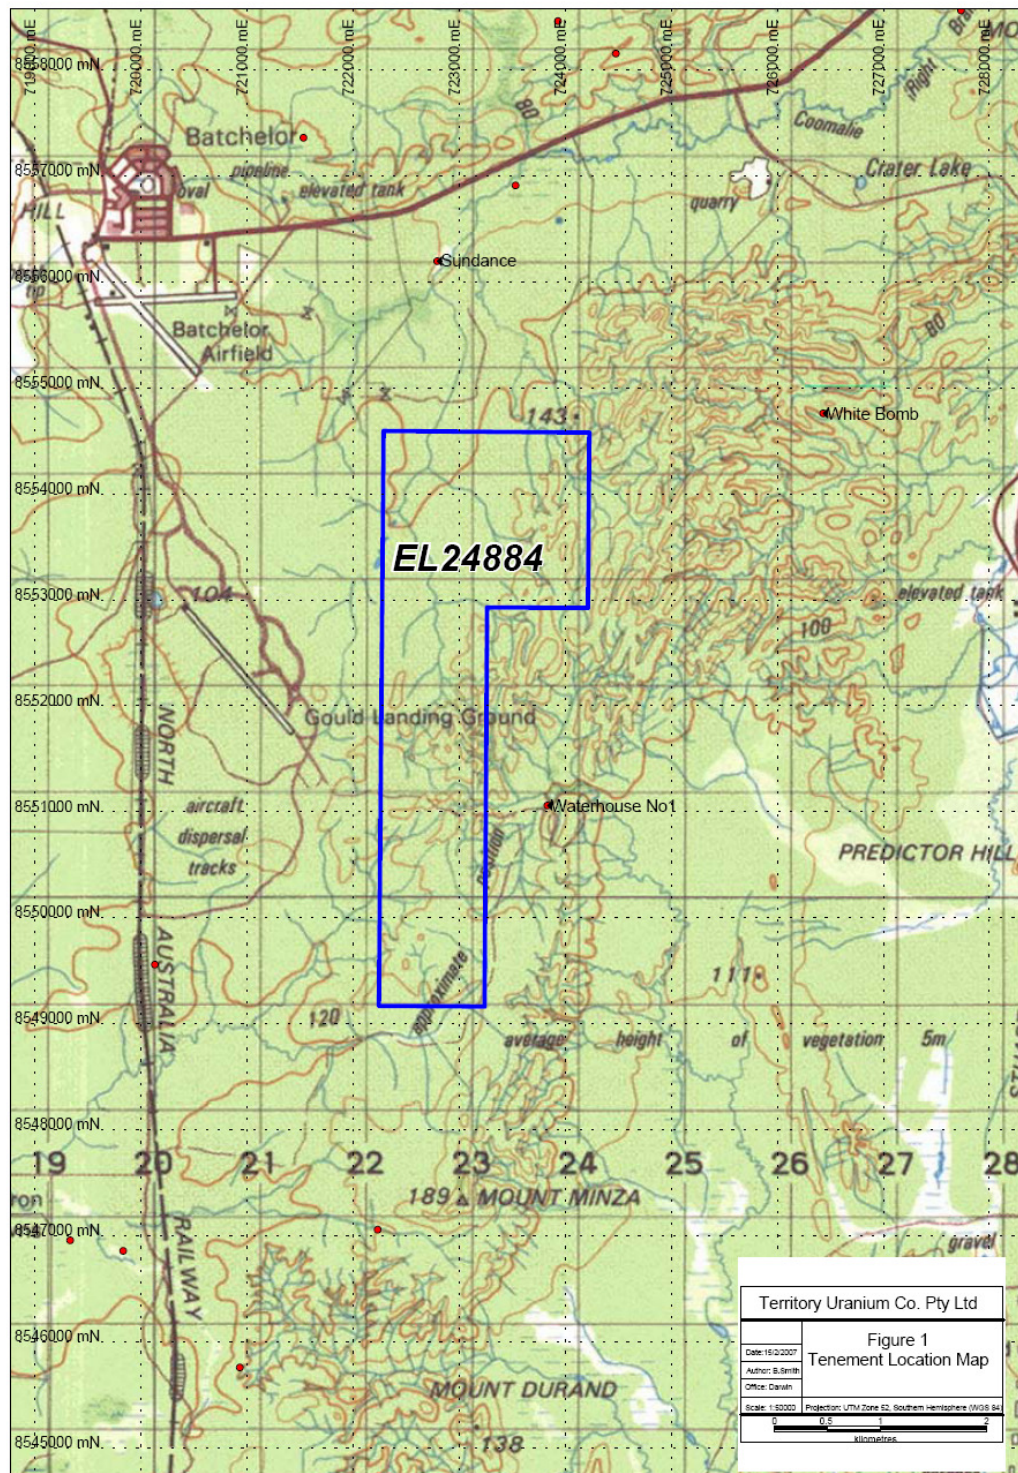 719000.mE
720000.mE
721000.mE
722000.mE
723000.mE
724000.mE
725000.mE
726000.mE
727000.mE
728000.mE
8558000 mN.
8557000 mN.
8556000 mN.
8555000 mN.
8554000 mN.
8553000 mN.
8552000 mN.
8551000 mN.
8550000 mN.
8549000 mN.
8548000 mN.
8547000 mN.
8546000 mN.
8545000 mN.
80
Right
Coomalie
Crater Lake
quarry
Batchelor
pipeline
elevated tank
oval
HILL
tip
Sundance
Batchelor
Airfield
80
143
White Bomb
EL24884
104
elevated tank
100
Gould Landing Ground
NORTH
AUSTRALIA
RAILWAY
aircraft
dispersal
tracks
Waterhouse No1
position
approximate
PREDICTOR HILL
111
120
average height of vegetation 5m
19 20 21 22 23 24 25 26 27 28
189 MOUNT MINZA
gravel
MOUNT DURAND
138
Territory Uranium Co. Pty Ltd
Figure 1
Tenement Location Map
Date:15/2/2007
Author: B.Smith
Office: Darwin
Scale: 1:50000
Projection: UTM Zone 52, Southern Hemisphere (WGS 84)
0 0.5 1 2
kilometres